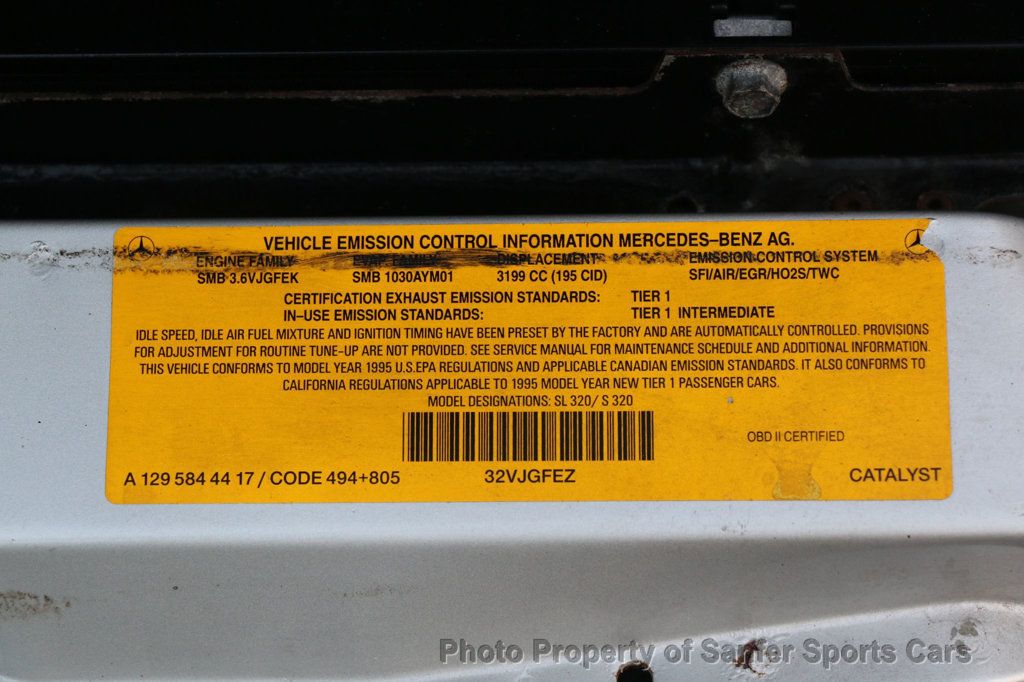 VEHICLE EMISSION CONTROL INFORMATION MERCEDES-BENZ AG.
ENGINE FAMILY EVAP FAMILY DISPLACEMENT EMISSION CONTROL SYSTEM
SMB 3.6VJGFEK SMB 1030AYM01 3199 CC (195 CID) SFI/AIR/EGR/HO2S/TWC
CERTIFICATION EXHAUST EMISSION STANDARDS: TIER 1
IN-USE EMISSION STANDARDS: TIER 1 INTERMEDIATE
IDLE SPEED, IDLE AIR FUEL MIXTURE AND IGNITION TIMING HAVE BEEN PRESET BY THE FACTORY AND ARE AUTOMATICALLY CONTROLLED. PROVISIONS
FOR ADJUSTMENT FOR ROUTINE TUNE-UP ARE NOT PROVIDED. SEE SERVICE MANUAL FOR MAINTENANCE SCHEDULE AND ADDITIONAL INFORMATION.
THIS VEHICLE CONFORMS TO MODEL YEAR 1995 U.S.EPA REGULATIONS AND APPLICABLE CANADIAN EMISSION STANDARDS. IT ALSO CONFORMS TO
CALIFORNIA REGULATIONS APPLICABLE TO 1995 MODEL YEAR NEW TIER 1 PASSENGER CARS.
MODEL DESIGNATIONS: SL 320/ S 320
OBD II CERTIFIED
A 129 584 44 17 / CODE 494+805 32VJGFEZ CATALYST
Photo Property of Samfer Sports Cars